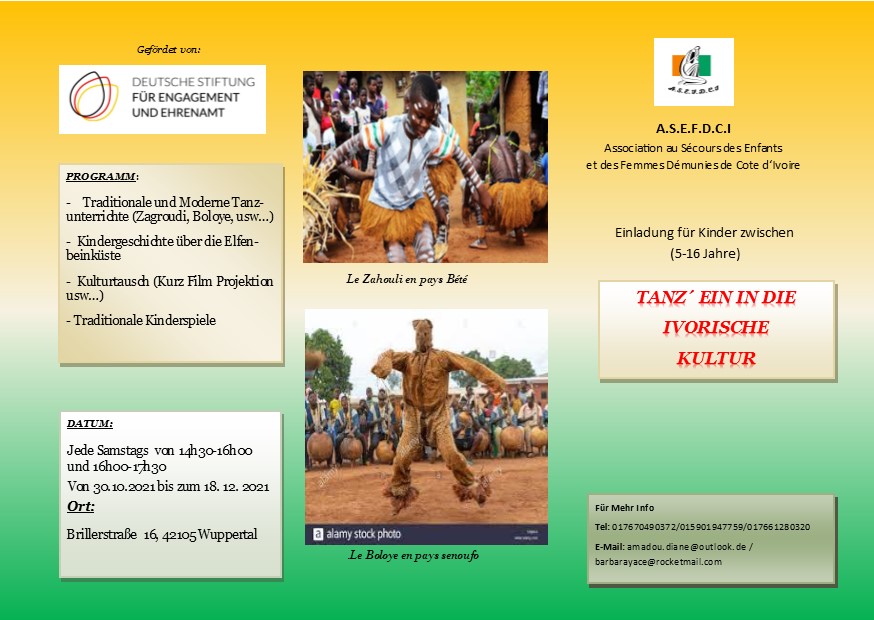 Gefördet von:
DEUTSCHE STIFTUNG
FÜR ENGAGEMENT
UND EHRENAMT
PROGRAMM:
- Traditionale und Moderne Tanz-
unterrichte (Zagroudi, Boloye, usw...)
- Kindergeschichte über die Elfen-
beinküste
- Kulturtausch (Kurz Film Projektion
usw...)
- Traditionale Kinderspiele
DATUM:
Jede Samstags von 14h30-16h00
und 16h00-17h30
Von 30.10.2021 bis zum 18. 12. 2021
Ort:
Brillerstraße 16, 42105 Wuppertal
Le Zahouli en pays Bété
alamy
a alamy stock photo
Le Boloye en pays senoufo
A.S.E.F.D.C.I
A.S.E.F.D.C.I
Association au Sécours des Enfants
et des Femmes Démunies de Cote d'Ivoire
Einladung für Kinder zwischen
(5-16 Jahre)
TANZ´ EIN IN DIE
IVORISCHE
KULTUR
Für Mehr Info
Tel: 017670490372/015901947759/017661280320
E-Mail: amadou.diane@outlook.de /
barbarayace@rocketmail.com